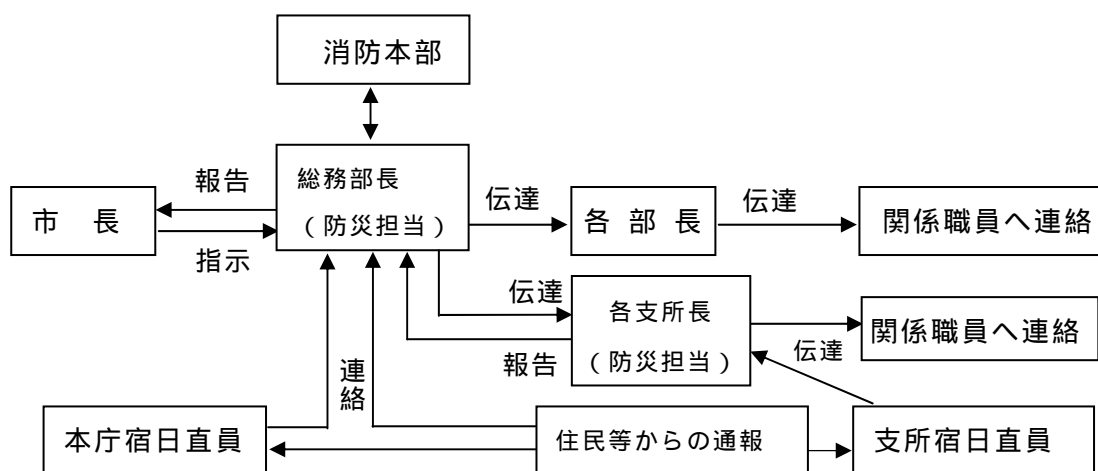 消防本部
総務部長
（防災担当）
報告
指示
市　長
伝達
各 部 長
伝達
関係職員へ連絡
伝達
報告
各支所長
（防災担当）
関係職員へ連絡
伝達
連絡
本庁宿日直員
住民等からの通報
支所宿日直員